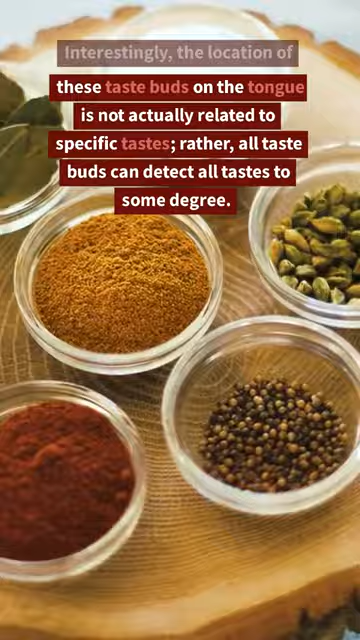 Interestingly, the location of
these taste buds on the tongue
is not actually related to
specific tastes; rather, all taste
buds can detect all tastes to
some degree.